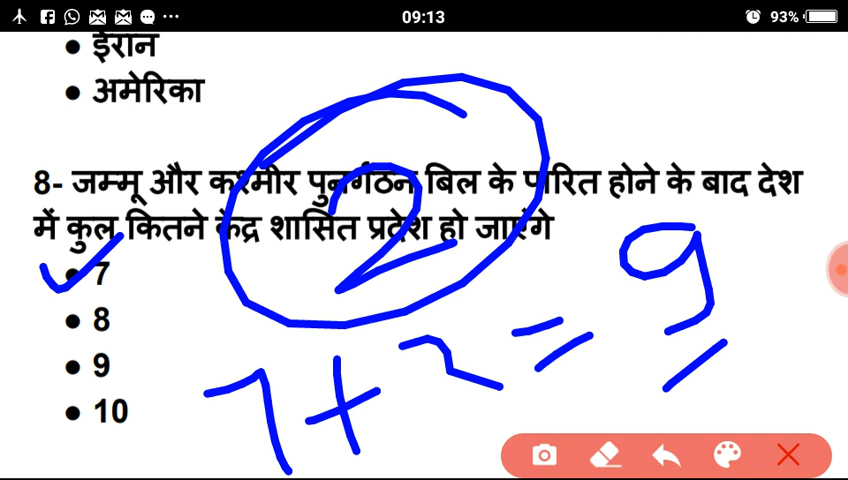 09:13
93%
● ईरान
● अमेरिका
8- जम्मू और कश्मीर पुनर्गठन बिल के पारित होने के बाद देश
में कुल कितने केंद्र शासित प्रदेश हो जाएंगे
● 7
● 8
● 9
● 10
2
7+2=9